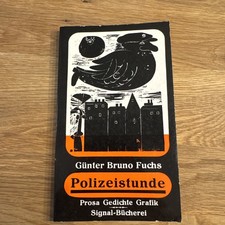 Günter Bruno Fuchs
Polizeistunde
Prosa Gedichte Grafik
Signal-Bücherei